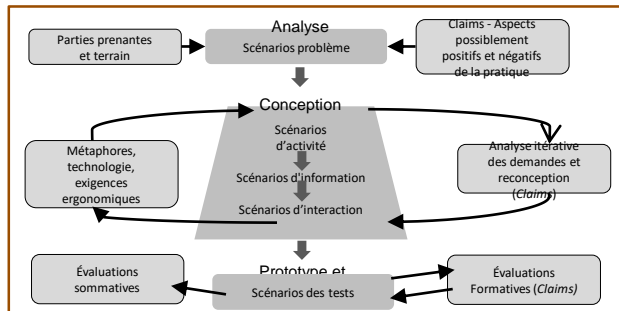 Analyse
Parties prenantes
et terrain
Scénarios problème
Claims - Aspects
possiblement
positifs et négatifs
de la pratique
Conception
Scénarios
d'activité
Métaphores,
technologie,
exigences
ergonomiques
Scénarios d'information
Scénarios d'interaction
Analyse itérative
des demandes et
reconception
(Claims)
Prototype et
Évaluations
sommatives
Scénarios des tests
Évaluations
Formatives (Claims)